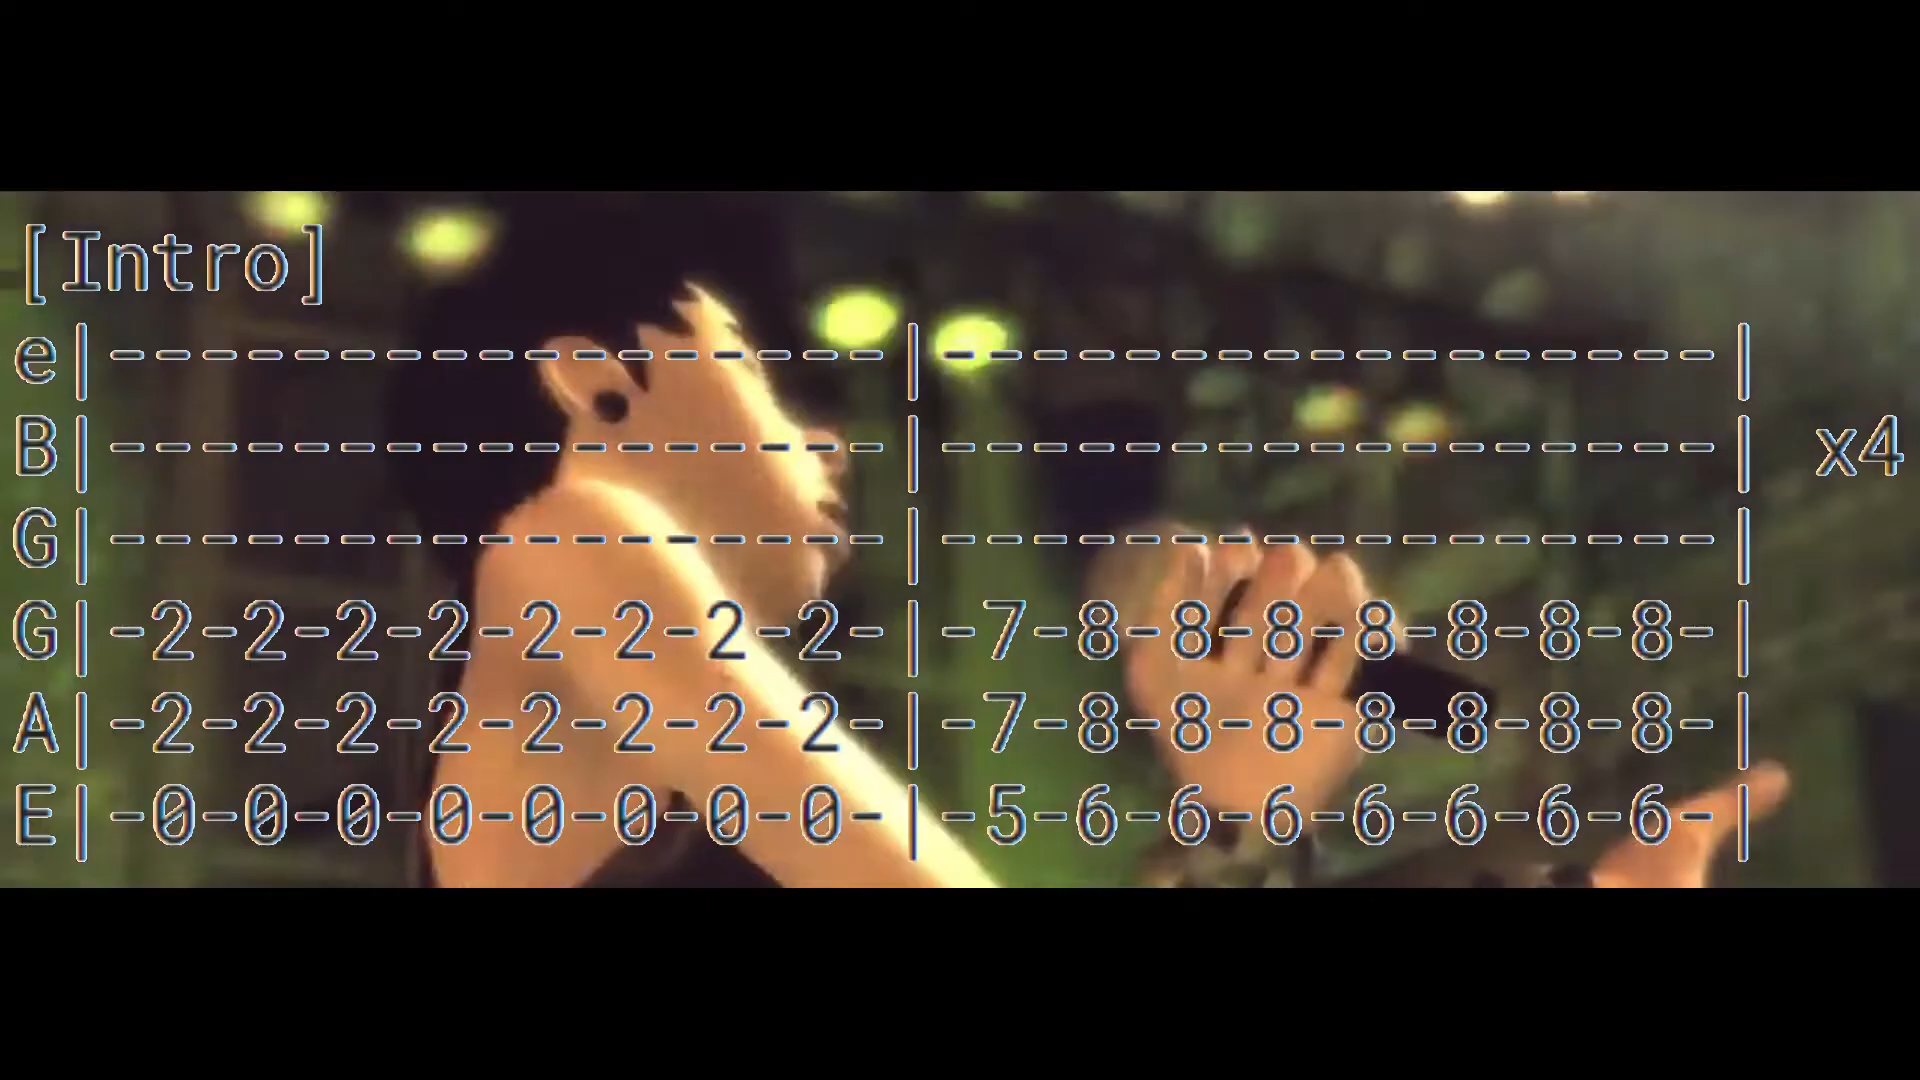 [Intro]
e|-----------------|-----------------|
B|-----------------|-----------------| x4
G|-----------------|-----------------|
G|-2-2-2-2-2-2-2-2-|-7-8-8-8-8-8-8-8-|
A|-2-2-2-2-2-2-2-2-|-7-8-8-8-8-8-8-8-|
E|-0-0-0-0-0-0-0-0-|-5-6-6-6-6-6-6-6-|